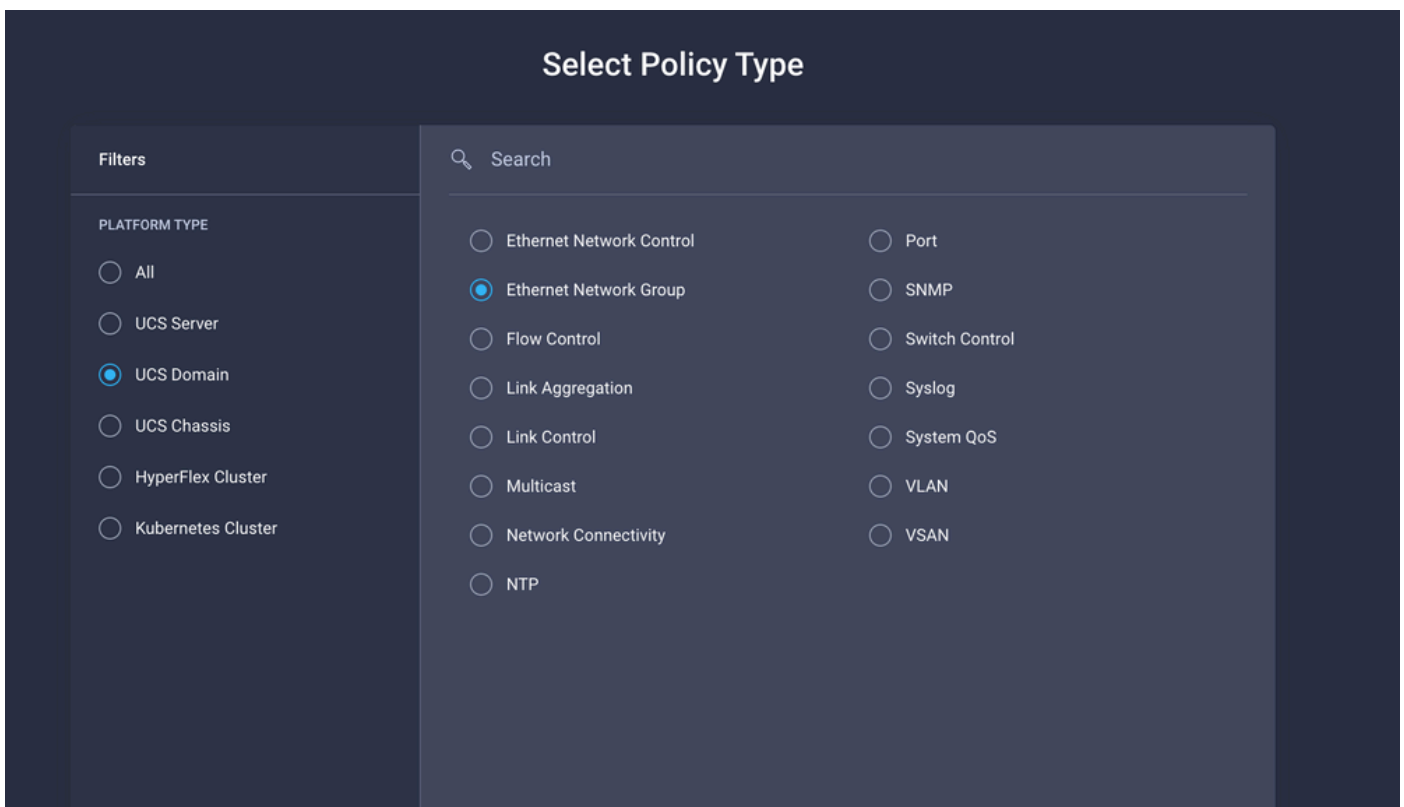 Select Policy Type
Filters
Search
PLATFORM TYPE
All
UCS Server
UCS Domain
UCS Chassis
HyperFlex Cluster
Kubernetes Cluster
Ethernet Network Control
Ethernet Network Group
Flow Control
Link Aggregation
Link Control
Multicast
Network Connectivity
NTP
Port
SNMP
Switch Control
Syslog
System QoS
VLAN
VSAN